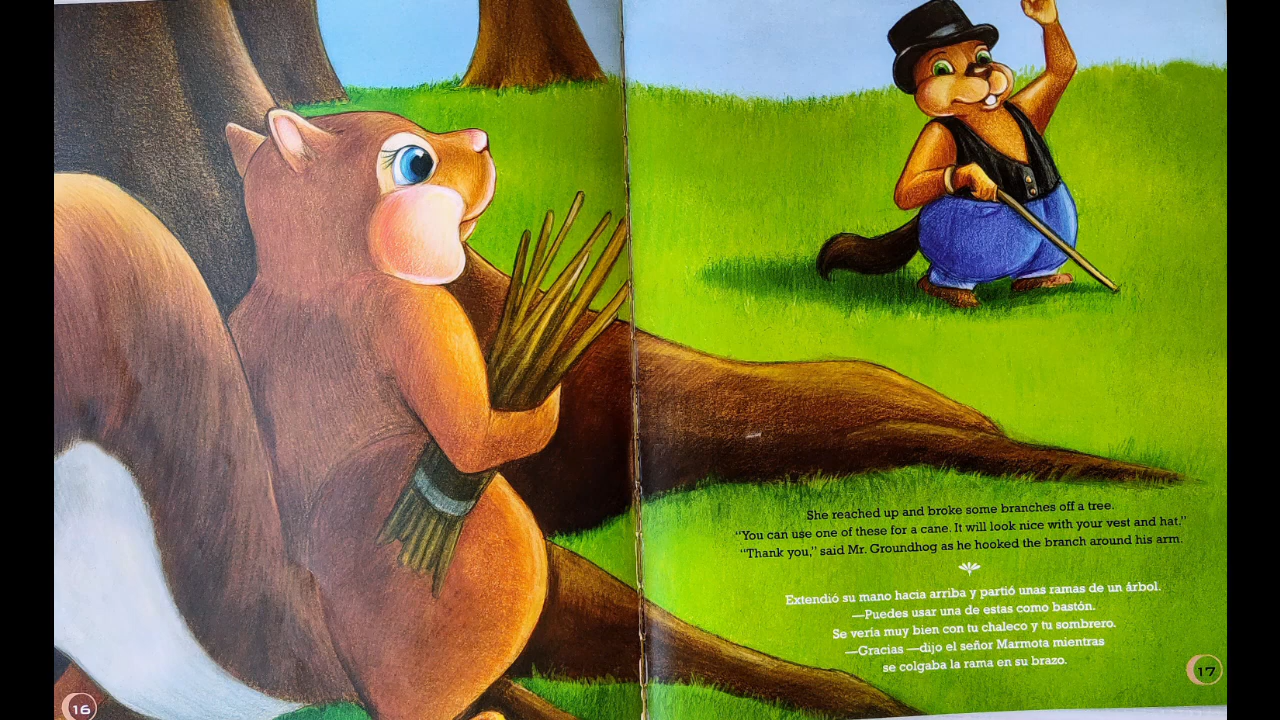 She reached up and broke some branches off a tree.
“You can use one of these for a cane. It will look nice with your vest and hat.”
“Thank you,” said Mr. Groundhog as he hooked the branch around his arm.
Extendió su mano hacia arriba y partió unas ramas de un árbol.
—Puedes usar una de estas como bastón.
Se vería muy bien con tu chaleco y tu sombrero.
—Gracias —dijo el señor Marmota mientras
se colgaba la rama en su brazo.
16
17